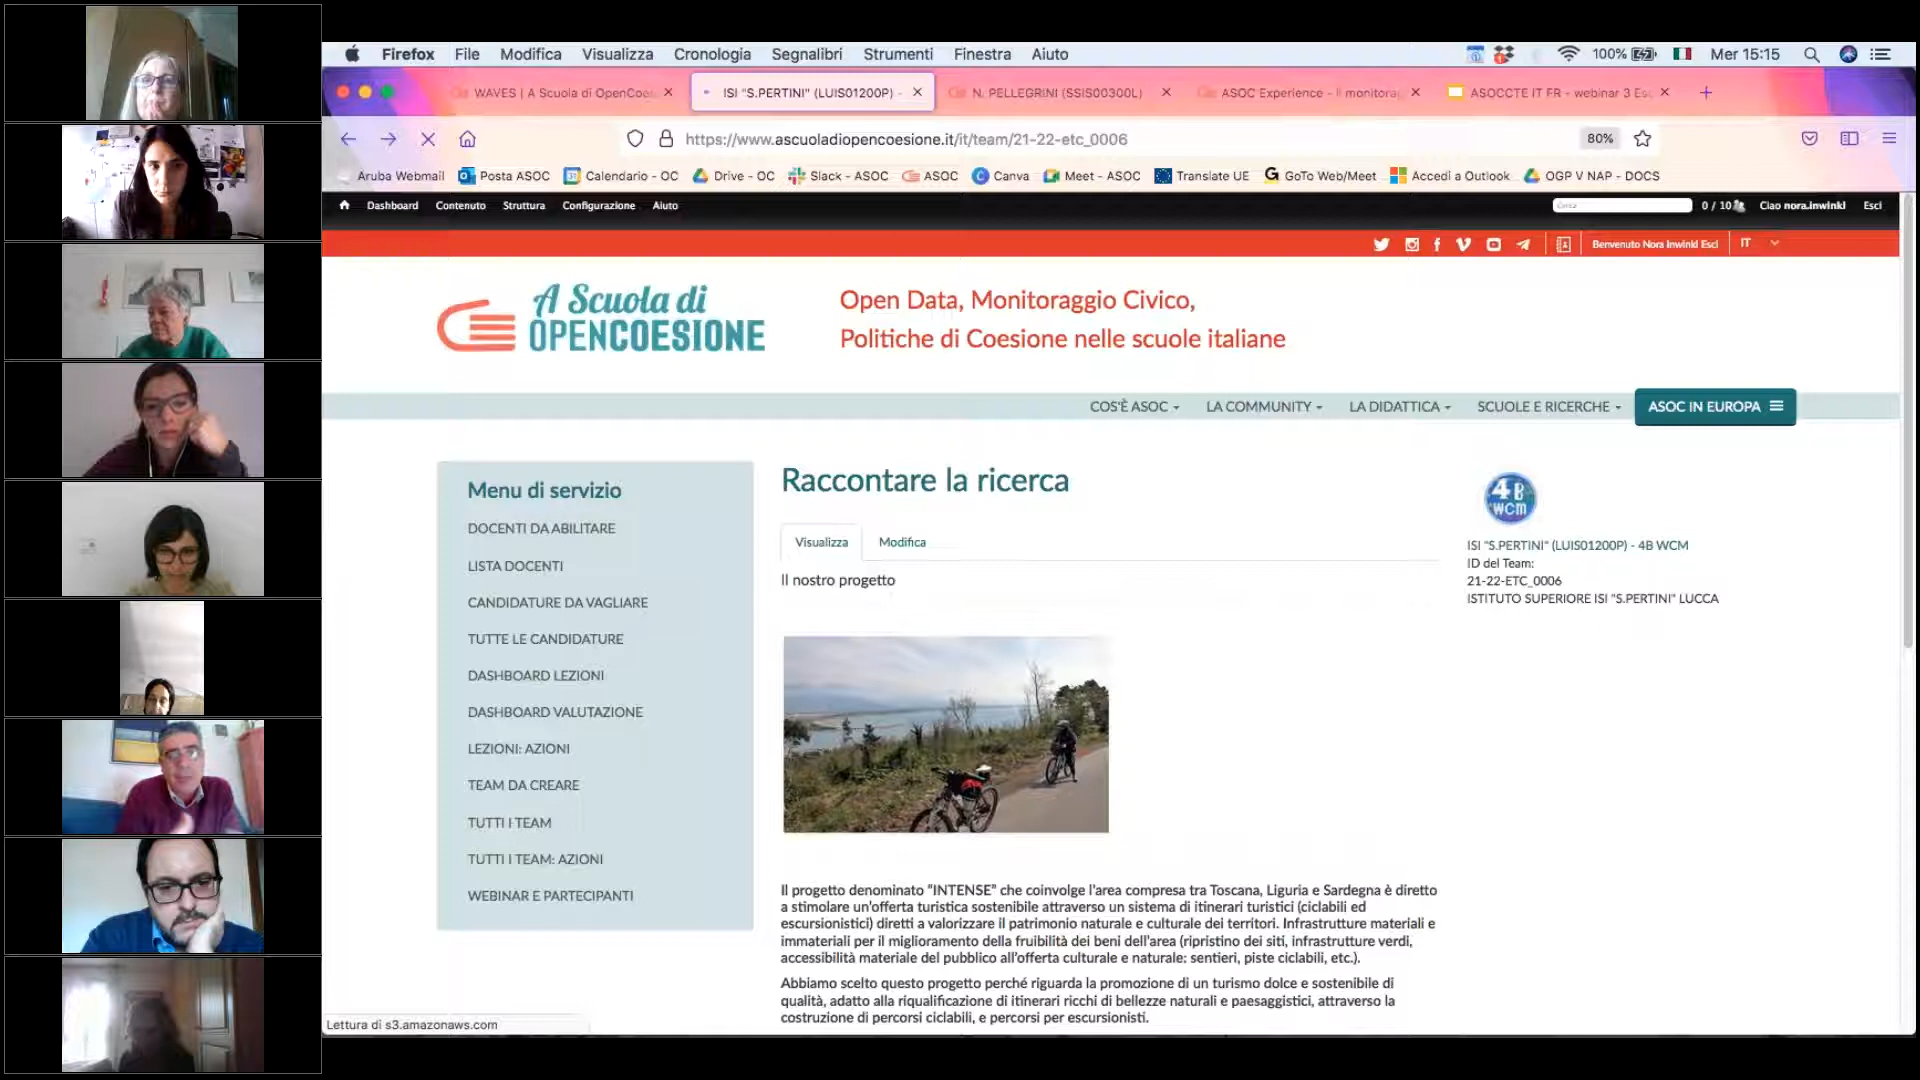 Firefox File Modifica Visualizza Cronologia Segnalibri Strumenti Finestra Aiuto 100% Mer 15:15
WAVES | A Scuola di OpenCoes
ISI "S.PERTINI" (LUIS01200P) -
N. PELLEGRINI (SSIS00300L)
ASOC Experience - Il monitorag
ASOCCTE IT FR - webinar 3 Esc
https://www.ascuoladiopencoesione.it/it/team/21-22-etc_0006 80%
Aruba Webmail Posta ASOC Calendario - OC Drive - OC Slack - ASOC ASOC Canva Meet - ASOC Translate UE GoTo Web/Meet Accedi a Outlook OGP V NAP - DOCS
Dashboard Contenuto Struttura Configurazione Aiuto Cerca 0 / 10 Ciao nora.inwinkl Esci
Benvenuto Nora Inwinkl Esci IT
A Scuola di
OPENCOESIONE
Open Data, Monitoraggio Civico,
Politiche di Coesione nelle scuole italiane
COS'È ASOC LA COMMUNITY LA DIDATTICA SCUOLE E RICERCHE ASOC IN EUROPA
Menu di servizio
DOCENTI DA ABILITARE
LISTA DOCENTI
CANDIDATURE DA VAGLIARE
TUTTE LE CANDIDATURE
DASHBOARD LEZIONI
DASHBOARD VALUTAZIONE
LEZIONI: AZIONI
TEAM DA CREARE
TUTTI I TEAM
TUTTI I TEAM: AZIONI
WEBINAR E PARTECIPANTI
Raccontare la ricerca
Visualizza Modifica
Il nostro progetto
Il progetto denominato "INTENSE" che coinvolge l'area compresa tra Toscana, Liguria e Sardegna è diretto
a stimolare un'offerta turistica sostenibile attraverso un sistema di itinerari turistici (ciclabili ed
escursionistici) diretti a valorizzare il patrimonio naturale e culturale dei territori. Infrastrutture materiali e
immateriali per il miglioramento della fruibilità dei beni dell'area (ripristino dei siti, infrastrutture verdi,
accessibilità materiale del pubblico all'offerta culturale e naturale: sentieri, piste ciclabili, etc.).
Abbiamo scelto questo progetto perché riguarda la promozione di un turismo dolce e sostenibile di
qualità, adatto alla riqualificazione di itinerari ricchi di bellezze naturali e paesaggistici, attraverso la
costruzione di percorsi ciclabili, e percorsi per escursionisti.
4B
WCM
ISI "S.PERTINI" (LUIS01200P) - 4B WCM
ID del Team:
21-22-ETC_0006
ISTITUTO SUPERIORE ISI "S.PERTINI" LUCCA
Lettura di s3.amazonaws.com